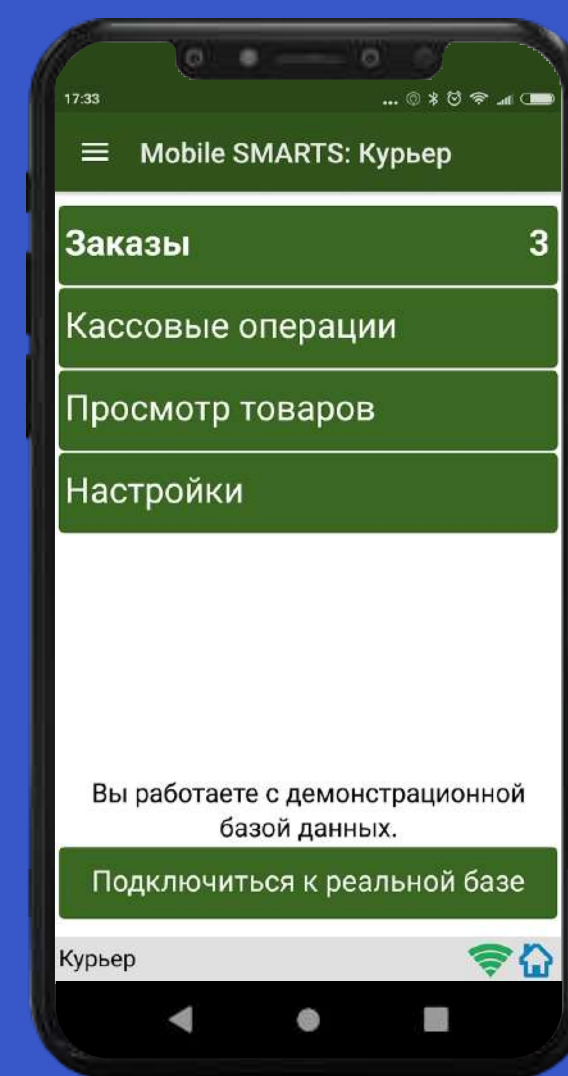 17:33
...
Mobile SMARTS: Курьер
Заказы 3
Кассовые операции
Просмотр товаров
Настройки
Вы работаете с демонстрационной
базой данных.
Подключиться к реальной базе
Курьер